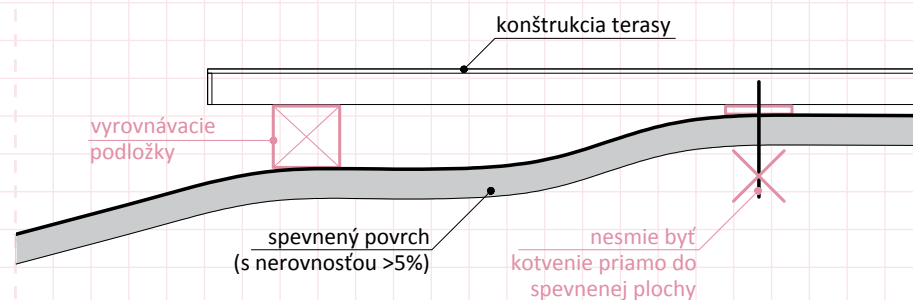 konštrukcia terasy
vyrovnávacie
podložky
spevnený povrch
(s nerovnosťou >5%)
nesmie byť
kotvenie priamo do
spevnenej plochy